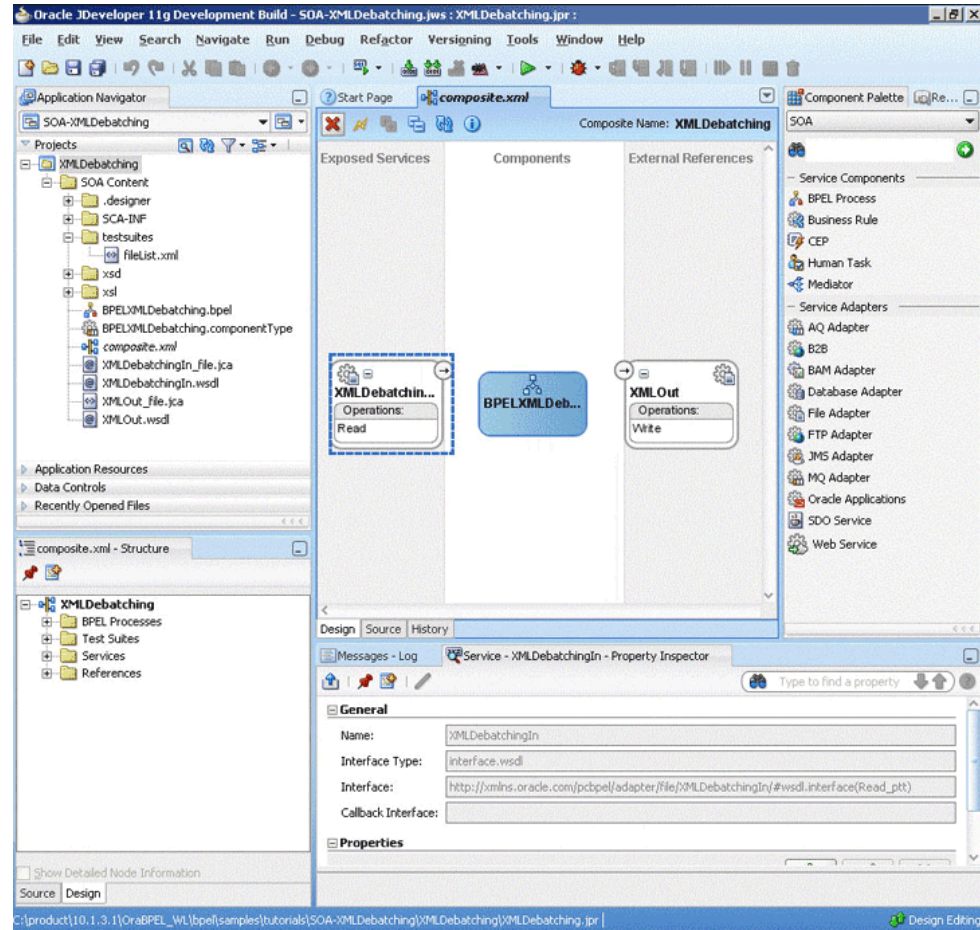 Oracle JDeveloper 11g Development Build - SOA-XMLDebatching.jws : XMLDebatching.jpr :
File Edit View Search Navigate Run Debug Refactor Versioning Tools Window Help
Application Navigator
SOA-XMLDebatching
Projects
XMLDebatching
SOA Content
.designer
SCA-INF
testsuites
fileList.xml
xsd
xsl
BPELXMLDebatching.bpel
BPELXMLDebatching.componentType
composite.xml
XMLDebatchingIn_file.jca
XMLDebatchingIn.wsdl
XMLOut_file.jca
XMLOut.wsdl
Application Resources
Data Controls
Recently Opened Files
composite.xml - Structure
XMLDebatching
BPEL Processes
Test Suites
Services
References
Show Detailed Node Information
Source Design
Start Page composite.xml
Composite Name: XMLDebatching
Exposed Services Components External References
XMLDebatchin...
Operations:
Read
BPELXMLDeb...
XMLOut
Operations:
Write
Design Source History
Component Palette Re...
SOA
Service Components
BPEL Process
Business Rule
CEP
Human Task
Mediator
Service Adapters
AQ Adapter
B2B
BAM Adapter
Database Adapter
File Adapter
FTP Adapter
JMS Adapter
MQ Adapter
Oracle Applications
SDO Service
Web Service
Messages - Log Service - XMLDebatchingIn - Property Inspector
Type to find a property
General
Name: XMLDebatchingIn
Interface Type: interface.wsdl
Interface: http://xmlns.oracle.com/pcbpel/adapter/file/XMLDebatchingIn/#wsdl.interface(Read_ptt)
Callback Interface:
Properties
C:\product\10.1.3.1\OraBPEL_WL\bpel\samples\tutorials\SOA-XMLDebatching\XMLDebatching\XMLDebatching.jpr
Design Editing